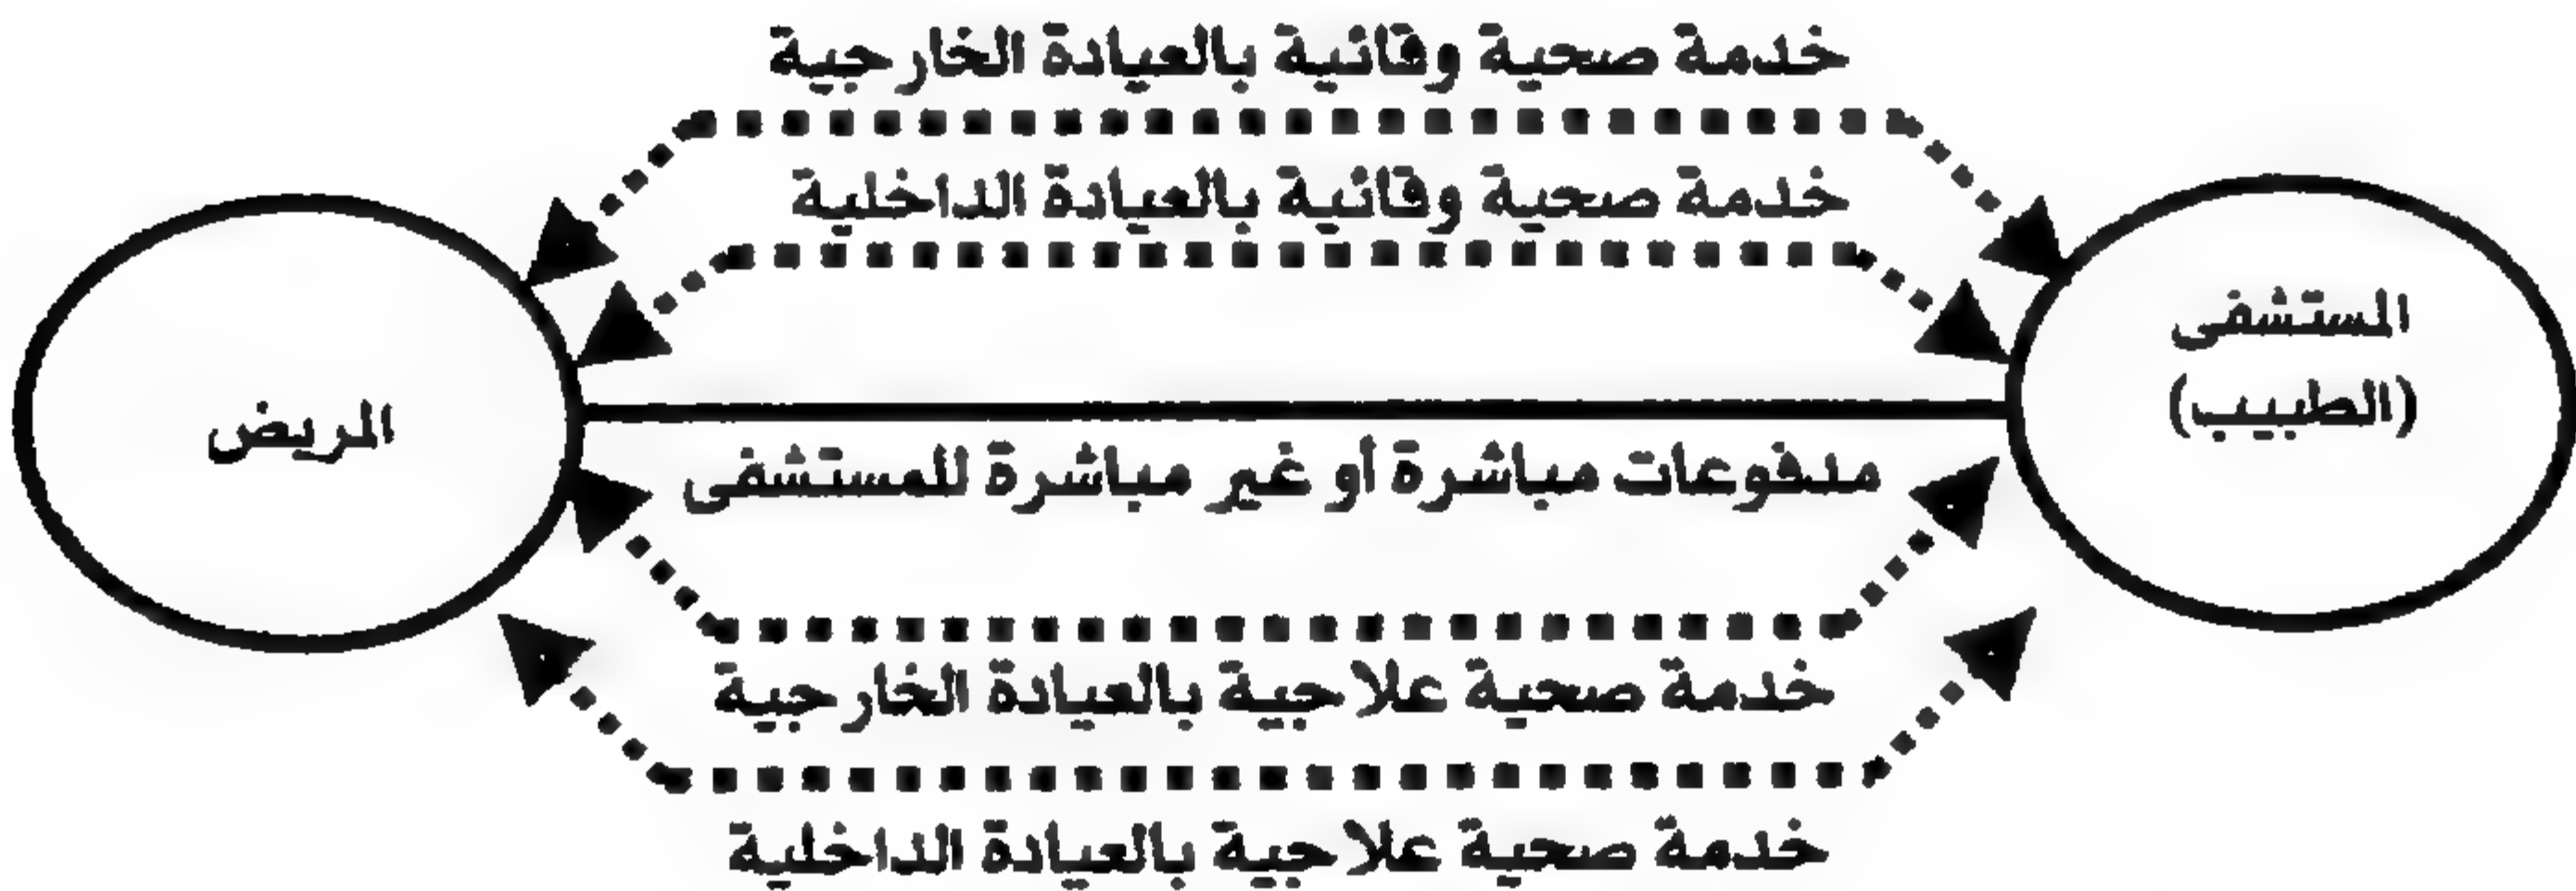 خدمة صحية وقائية بالعيادة الخارجية
خدمة صحية وقائية بالعيادة الداخلية
المستشفى
(الطبيب)
المريض
مدفوعات مباشرة أو غير مباشرة للمستشفى
خدمة صحية علاجية بالعيادة الخارجية
خدمة صحية علاجية بالعيادة الداخلية